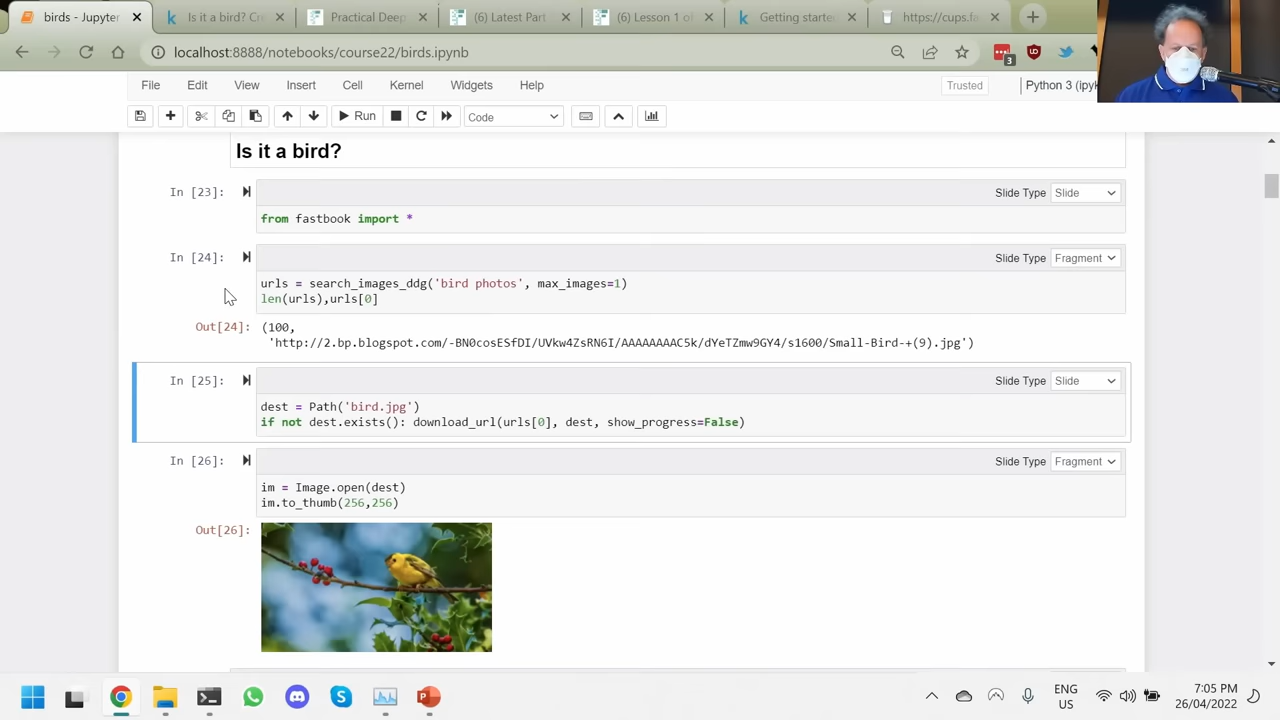 birds - Jupyter
Is it a bird? Cr
Practical Deep
(6) Latest Part
(6) Lesson 1 o
Getting starte
https://cups.fa
localhost:8888/notebooks/course22/birds.ipynb
3
File Edit View Insert Cell Kernel Widgets Help
Trusted
Python 3 (ipyk
Run
Code
Is it a bird?
In [23]:
Slide Type Slide
from fastbook import *
In [24]:
Slide Type Fragment
urls = search_images_ddg('bird photos', max_images=1)
len(urls),urls[0]
Out[24]: (100,
'http://2.bp.blogspot.com/-BN0cosESfDI/UVkw4ZsRN6I/AAAAAAAAC5k/dYeTZmw9GY4/s1600/Small-Bird-+(9).jpg')
In [25]:
Slide Type Slide
dest = Path('bird.jpg')
if not dest.exists(): download_url(urls[0], dest, show_progress=False)
In [26]:
Slide Type Fragment
im = Image.open(dest)
im.to_thumb(256,256)
Out[26]:
ENG
US
7:05 PM
26/04/2022